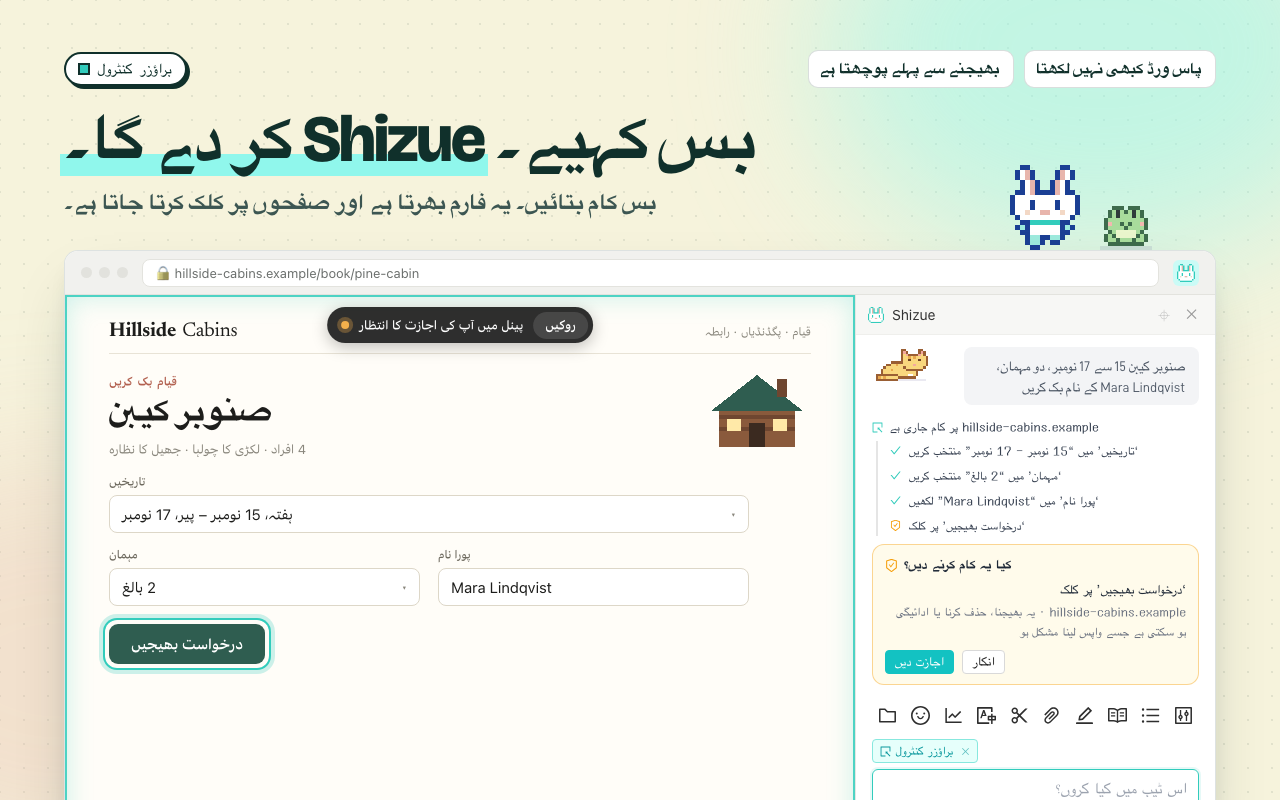 براؤزر کنٹرول
بھیجنے سے پہلے پوچھتا ہے
پاس ورڈ کبھی نہیں لکھتا
بس کہیے۔ Shizue کر دے گا۔
بس کام بتائیں۔ یہ فارم بھرتا ہے اور صفحوں پر کلک کرتا جاتا ہے۔
hillside-cabins.example/book/pine-cabin
Hillside Cabins
پینل میں آپ کی اجازت کا انتظار
روکیں
قیام · پگڈنڈیاں · رابطہ
قیام بک کریں
صنوبر کیبن
4 افراد · لکڑی کا چولہا · جھیل کا نظارہ
تاریخیں
ہفتہ، 15 نومبر – پیر، 17 نومبر
مہمان
پورا نام
2 بالغ
Mara Lindqvist
درخواست بھیجیں
Shizue
صنوبر کیبن 15 سے 17 نومبر، دو مہمان،
Mara Lindqvist کے نام بک کریں
hillside-cabins.example پر کام جاری ہے
’تاریخیں‘ میں “15 نومبر – 17 نومبر” منتخب کریں
’مہمان‘ میں “2 بالغ” منتخب کریں
’پورا نام‘ میں “Mara Lindqvist” لکھیں
’درخواست بھیجیں‘ پر کلک
کیا یہ کام کرنے دیں؟
’درخواست بھیجیں‘ پر کلک
hillside-cabins.example · یہ بھیجنا، حذف کرنا یا ادائیگی
ہو سکتی ہے جسے واپس لینا مشکل ہو
اجازت دیں
انکار
براؤزر کنٹرول
اس ٹیب میں کیا کروں؟